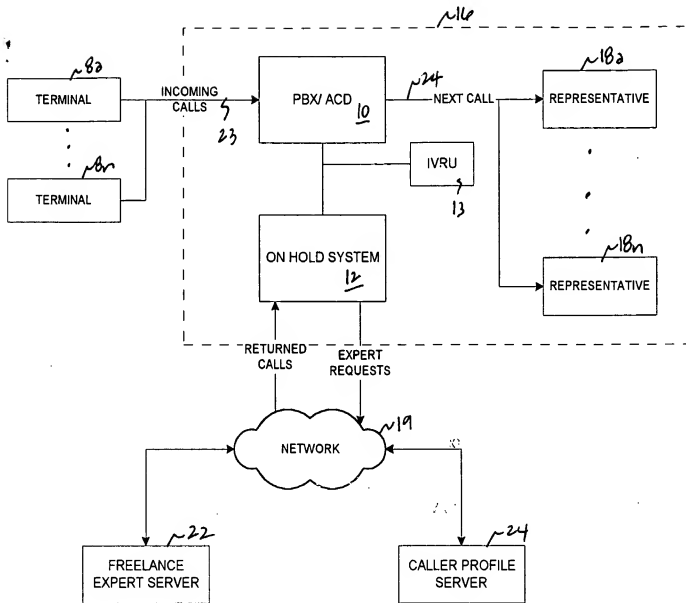 ~16
~8a
TERMINAL
~8n
TERMINAL
INCOMING
CALLS
23
PBX/ ACD
10
~24
NEXT CALL
~18a
REPRESENTATIVE
IVRU
13
~18n
REPRESENTATIVE
ON HOLD SYSTEM
12
RETURNED
CALLS
EXPERT
REQUESTS
~19
NETWORK
~22
FREELANCE
EXPERT SERVER
~24
CALLER PROFILE
SERVER